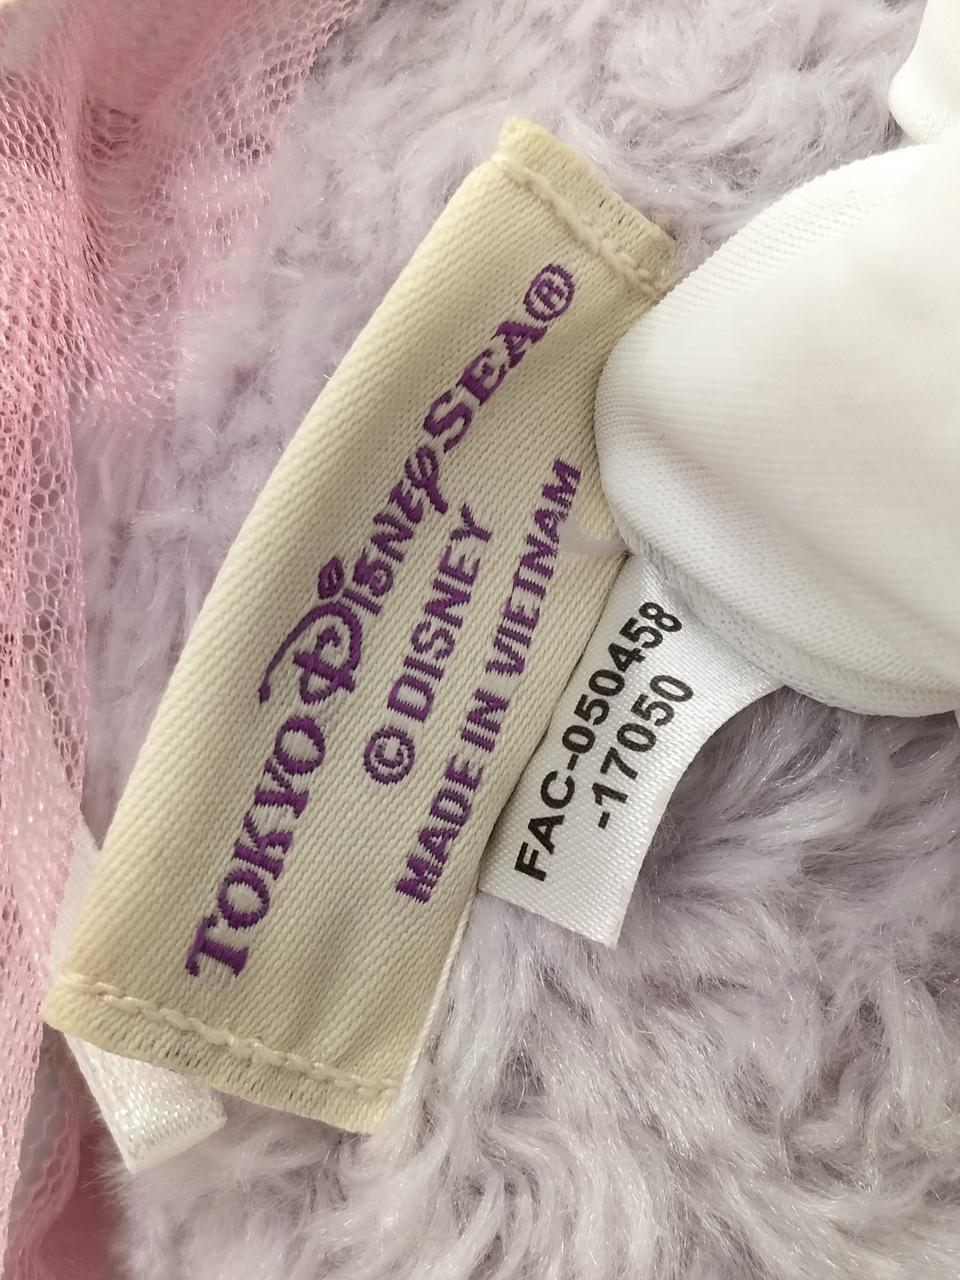 TOKYO DISNEYSEA®
© DISNEY
MADE IN VIETNAM
FAC-050458
-17050